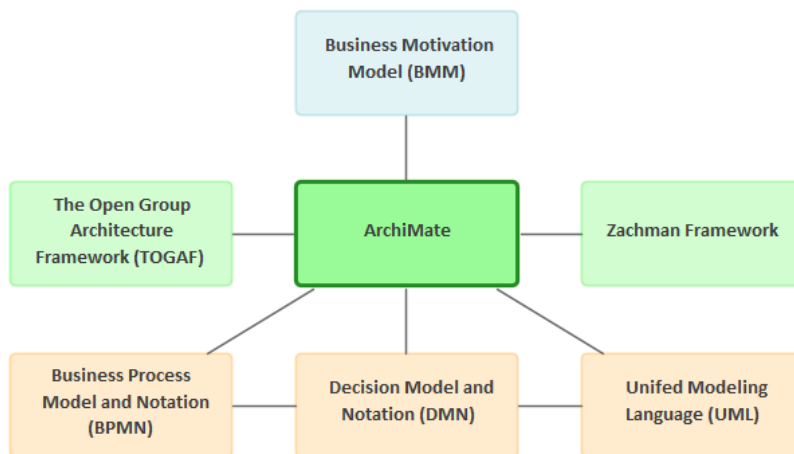 Business Motivation
Model (BMM)
The Open Group
Architecture
Framework (TOGAF)
ArchiMate
Zachman Framework
Business Process
Model and Notation
(BPMN)
Decision Model and
Notation (DMN)
Unifed Modeling
Language (UML)